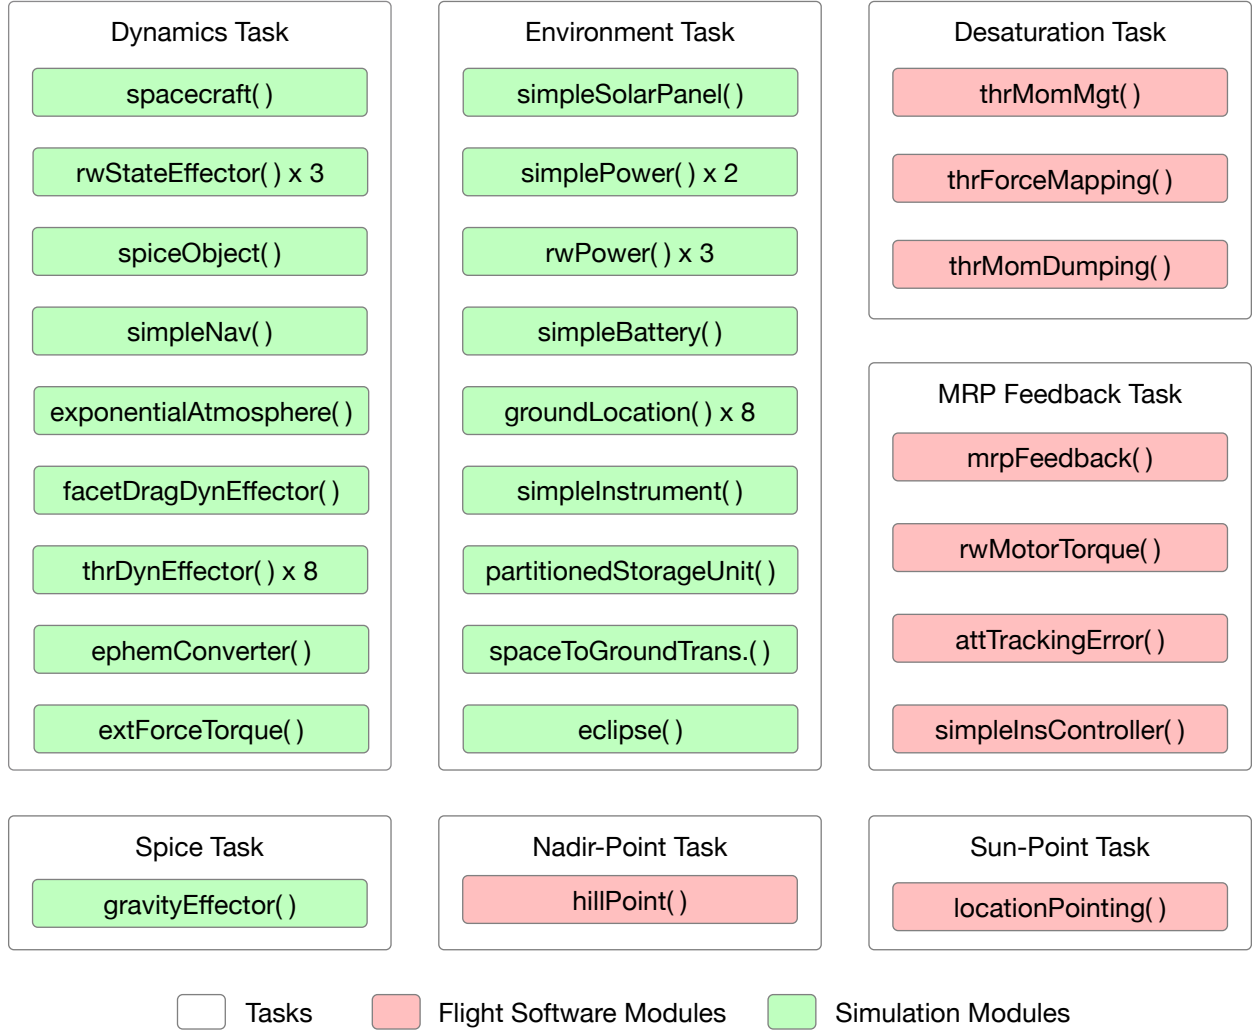 Dynamics Task
spacecraft( )
rwStateEffector( ) x 3
spiceObject( )
simpleNav( )
exponentialAtmosphere( )
facetDragDynEffector( )
thrDynEffector( ) x 8
ephemConverter( )
extForceTorque( )
Environment Task
simpleSolarPanel( )
simplePower( ) x 2
rwPower( ) x 3
simpleBattery( )
groundLocation( ) x 8
simpleInstrument( )
partitionedStorageUnit( )
spaceToGroundTrans.( )
eclipse( )
Desaturation Task
thrMomMgt( )
thrForceMapping( )
thrMomDumping( )
MRP Feedback Task
mrpFeedback( )
rwMotorTorque( )
attTrackingError( )
simpleInsController( )
Spice Task
gravityEffector( )
Nadir-Point Task
hillPoint( )
Sun-Point Task
locationPointing( )
Tasks
Flight Software Modules
Simulation Modules